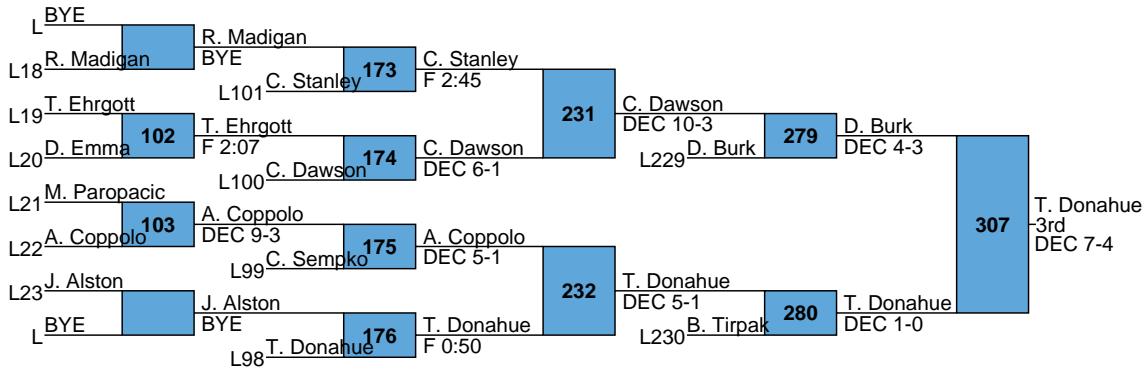 BYE
L
R. Madigan
BYE
R. Madigan
L18
C. Stanley
F 2:45
173
C. Stanley
L101
T. Ehrgott
L19
231
C. Dawson
DEC 10-3
102
T. Ehrgott
F 2:07
279
D. Burk
DEC 4-3
D. Emma
L20
174
C. Dawson
DEC 6-1
D. Burk
L229
C. Dawson
L100
M. Paropacic
L21
103
A. Coppolo
DEC 9-3
307
T. Donahue
3rd
DEC 7-4
A. Coppolo
L22
175
A. Coppolo
DEC 5-1
C. Sempko
L99
J. Alston
L23
232
T. Donahue
DEC 5-1
J. Alston
BYE
280
T. Donahue
DEC 1-0
BYE
L
176
T. Donahue
F 0:50
B. Tirpak
L230
T. Donahue
L98